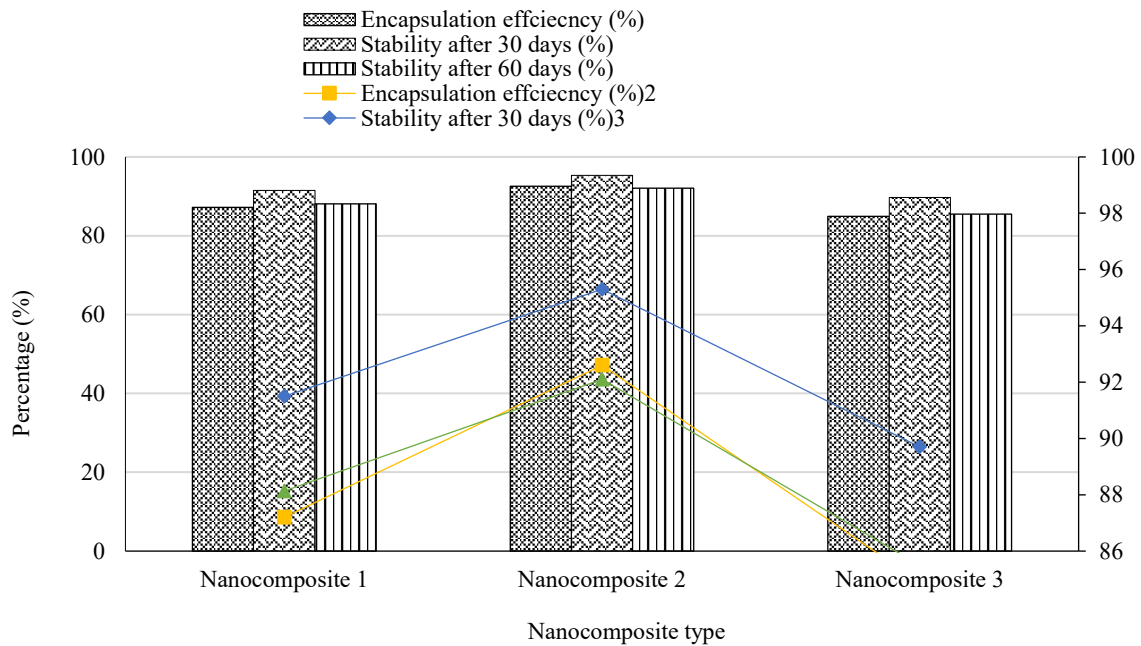 Encapsulation effciecncy (%)
Stability after 30 days (%)
Stability after 60 days (%)
Encapsulation effciecncy (%)2
Stability after 30 days (%)3
100
80
60
40
20
0
Percentage (%)
100
98
96
94
92
90
88
86
Nanocomposite 1
Nanocomposite 2
Nanocomposite 3
Nanocomposite type